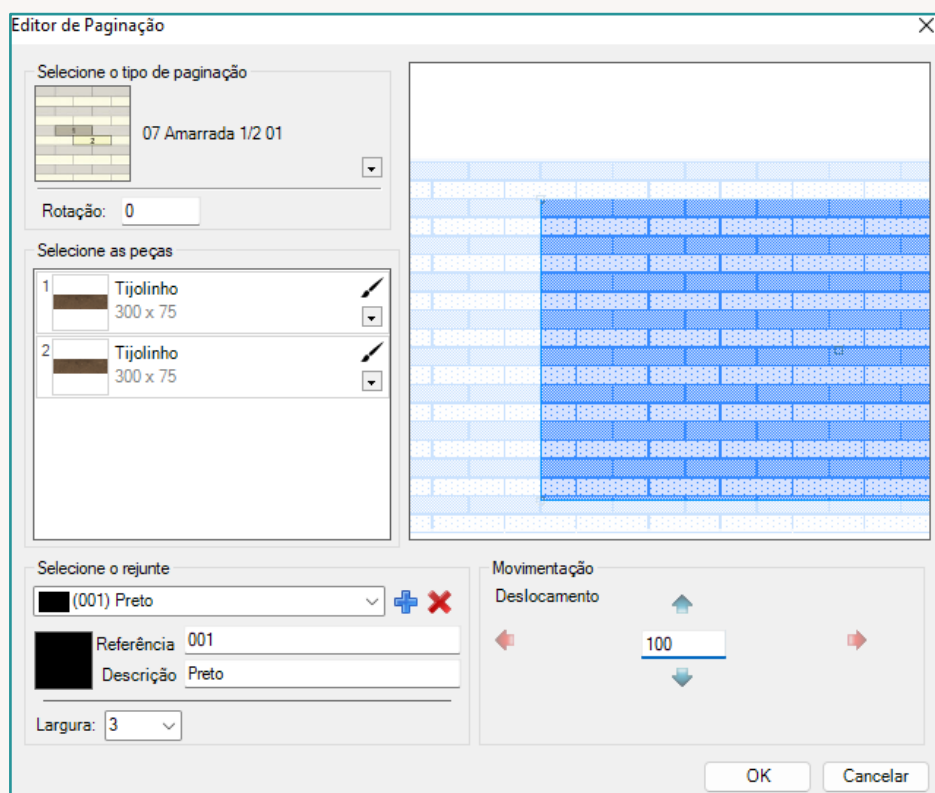 Editor de Paginação
Selecione o tipo de paginação
1
2
07 Amarrada 1/2 01
Rotação: 0
Selecione as peças
1 Tijolinho
300 x 75
2 Tijolinho
300 x 75
Selecione o rejunte
(001) Preto
Referência 001
Descrição Preto
Largura: 3
Movimentação
Deslocamento
100
OK Cancelar